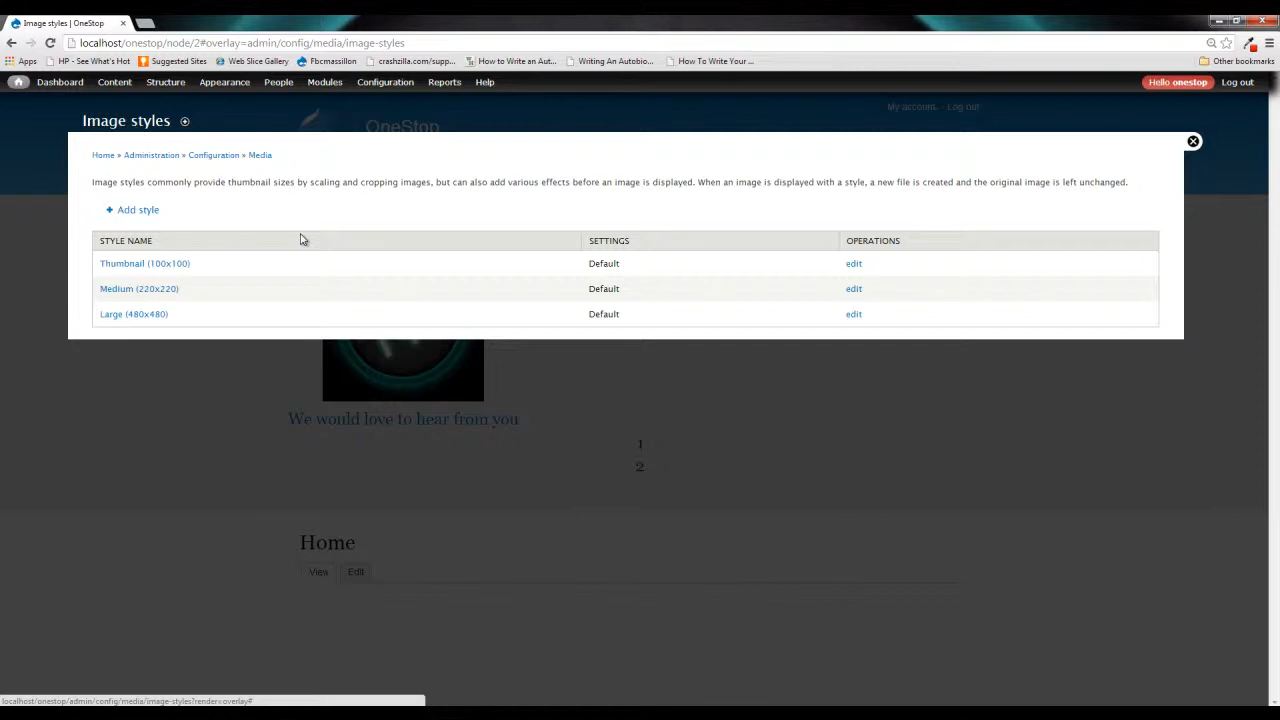 Image styles | OneStop
localhost/onestop/node/2#overlay=admin/config/media/image-styles
Apps HP - See What's Hot Suggested Sites Web Slice Gallery Fbcmassillon crashzilla.com/supp... How to Write an Aut... Writing An Autobio... How To Write Your ... Other bookmarks
Dashboard Content Structure Appearance People Modules Configuration Reports Help Hello onestop Log out
My account Log out
Image styles
OneStop
Home » Administration » Configuration » Media
Image styles commonly provide thumbnail sizes by scaling and cropping images, but can also add various effects before an image is displayed. When an image is displayed with a style, a new file is created and the original image is left unchanged.
+ Add style
STYLE NAME SETTINGS OPERATIONS
Thumbnail (100x100) Default edit
Medium (220x220) Default edit
Large (480x480) Default edit
We would love to hear from you
1
2
Home
View Edit
localhost/onestop/admin/config/media/image-styles?render=overlay#